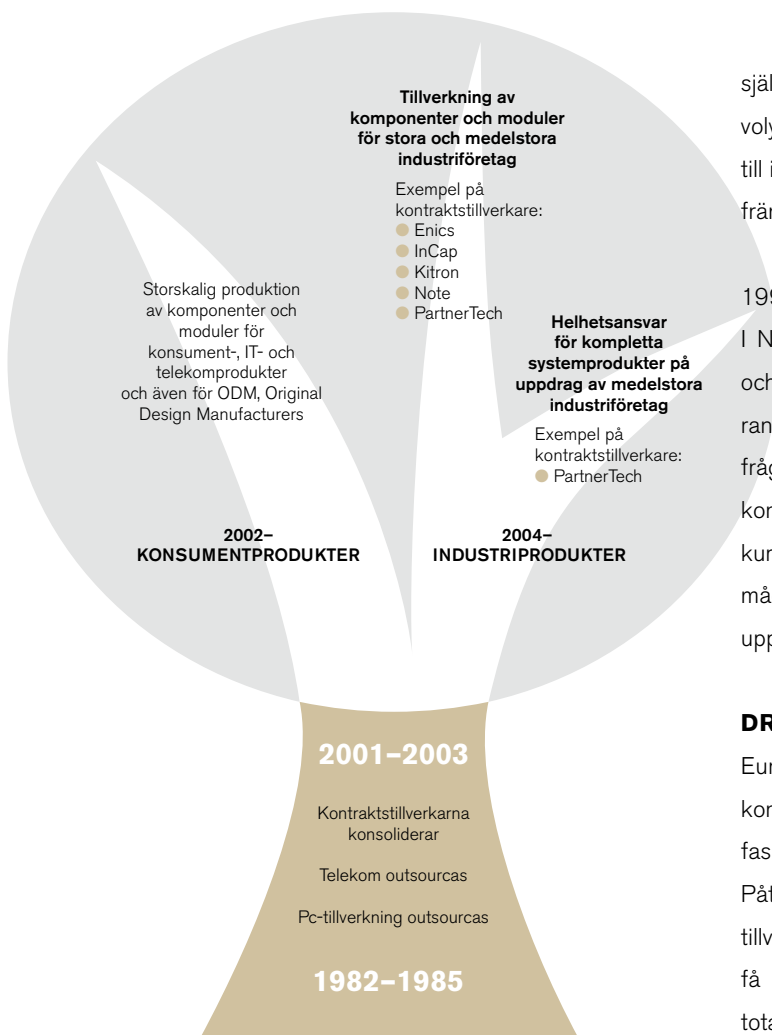 Tillverkning av
komponenter och moduler
för stora och medelstora
industriföretag
Exempel på
kontraktstillverkare:
Enics
InCap
Kitron
Note
PartnerTech
Storskalig produktion
av komponenter och
moduler för
konsument-, IT- och
telekomprodukter
och även för ODM, Original
Design Manufacturers
Helhetsansvar
för kompletta
systemprodukter på
uppdrag av medelstora
industriföretag
Exempel på
kontraktstillverkare:
PartnerTech
2002–
KONSUMENTPRODUKTER
2004–
INDUSTRIPRODUKTER
2001–2003
Kontraktstillverkarna
konsoliderar
Telekom outsourcas
Pc-tillverkning outsourcas
1982–1985
själ
voly
till i
frär
199
I N
och
ran
fråg
kor
kur
må
upp
DR
Eur
kor
fas
Påt
tillv
få
tota